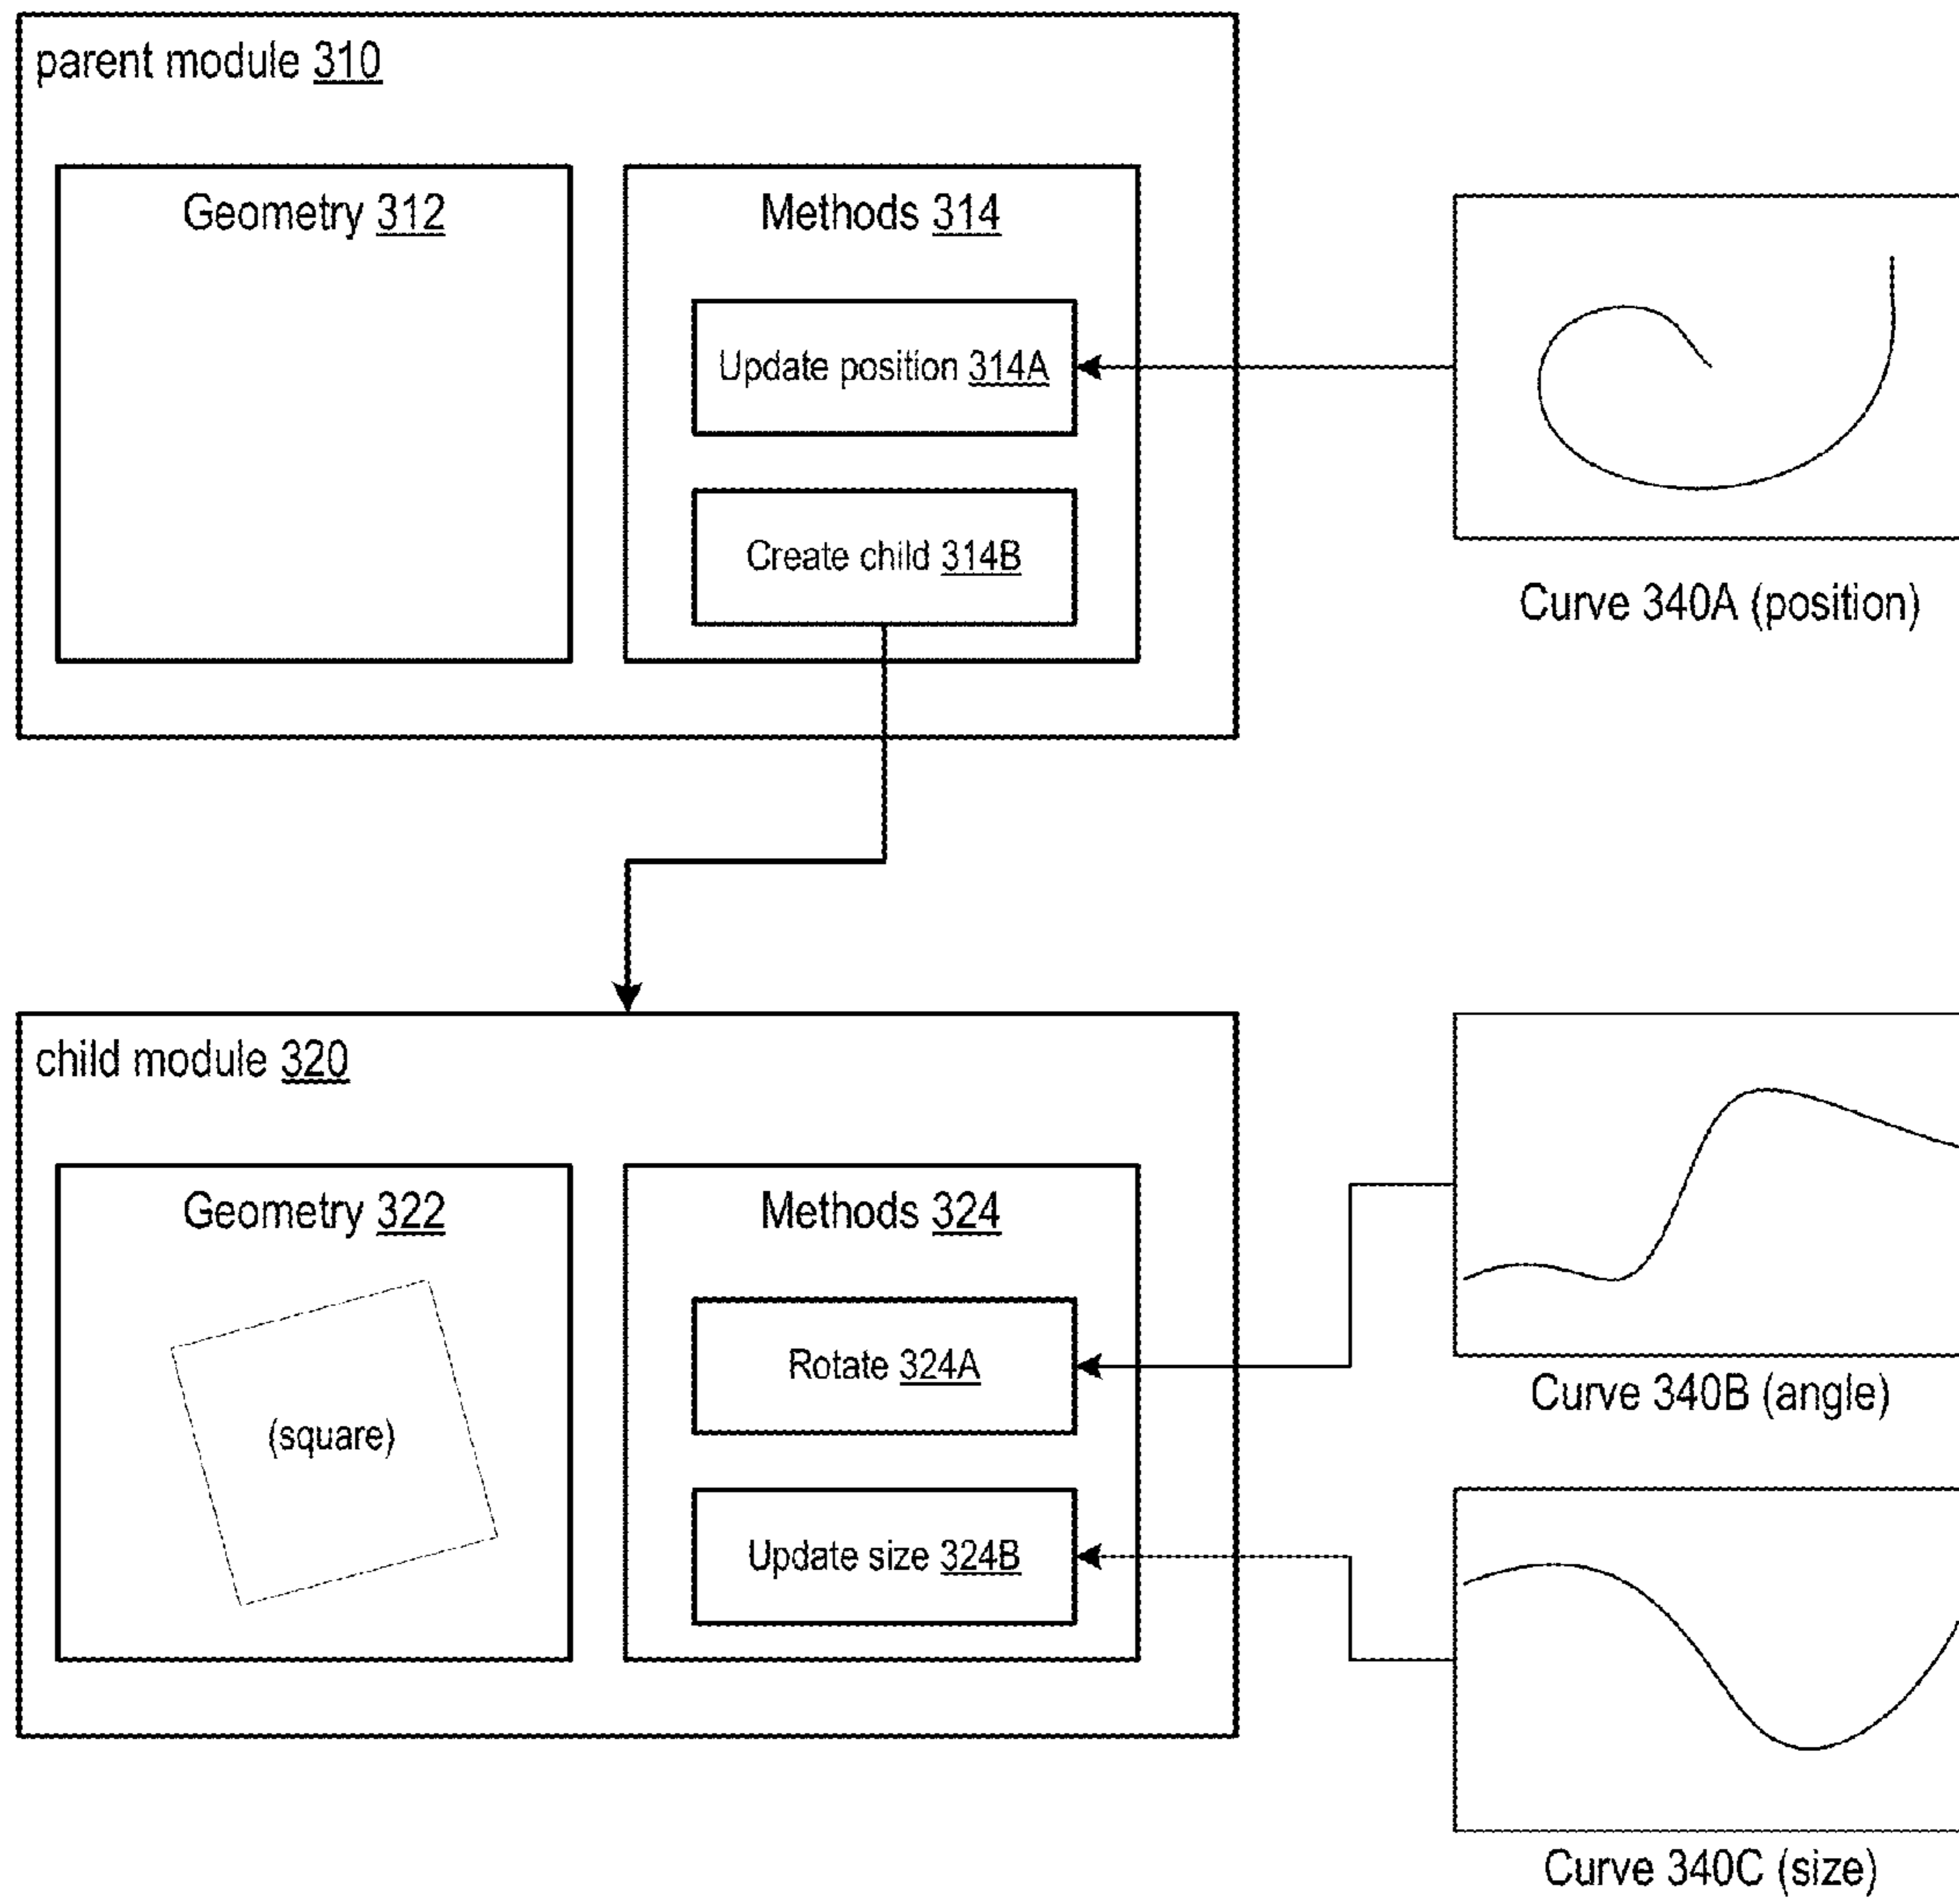 parent module 310
Geometry 312
Methods 314
Update position 314A
Create child 314B
Curve 340A (position)
child module 320
Geometry 322
(square)
Methods 324
Rotate 324A
Update size 324B
Curve 340B (angle)
Curve 340C (size)